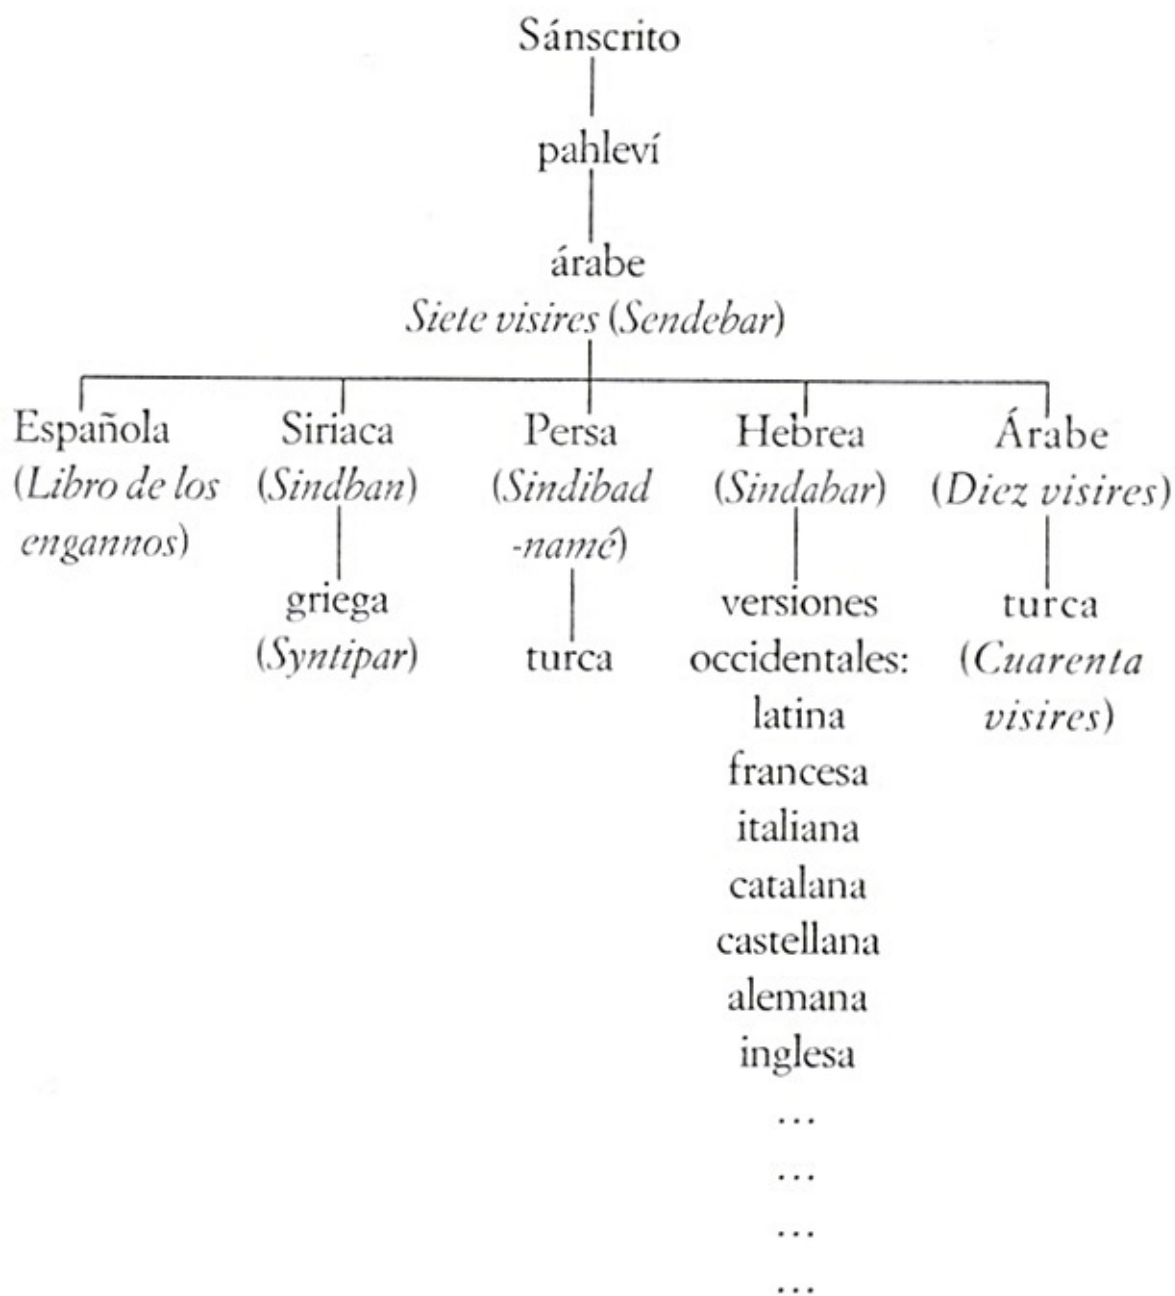 Sánscrito
pahleví
árabe
Siete visires (Sendebar)
Española
(Libro de los
engannos)
Siriaca
(Sindban)
griega
(Syntipar)
Persa
(Sindibad
-namé)
turca
Hebrea
(Sindabar)
versiones
occidentales:
latina
francesa
italiana
catalana
castellana
alemana
inglesa
...
...
...
...
Árabe
(Diez visires)
turca
(Cuarenta
visires)